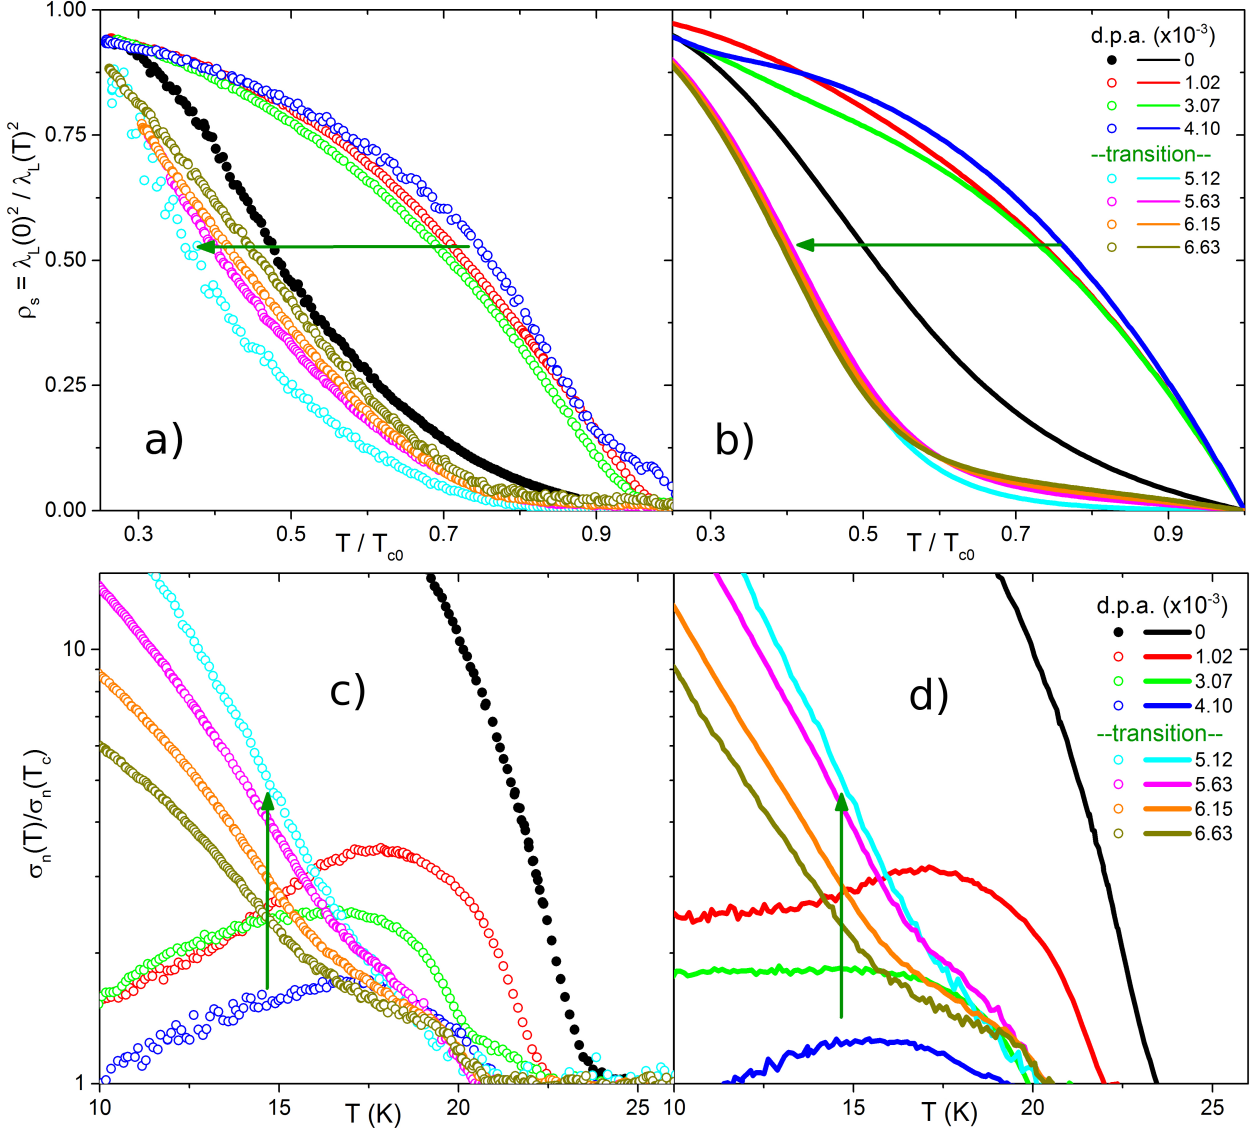 1.00
0.75
0.50
0.25
0.00
ρs = λL(0)² / λL(T)²
a)
0.3
0.5
0.7
0.9
T / Tc0
b)
0.3
0.5
0.7
0.9
T / Tc0
d.p.a. (x10⁻³)
0
1.02
3.07
4.10
--transition--
5.12
5.63
6.15
6.63
10
1
σn(T)/σn(Tc)
c)
10
15
20
25
T (K)
d)
10
15
20
25
T (K)
d.p.a. (x10⁻³)
0
1.02
3.07
4.10
--transition--
5.12
5.63
6.15
6.63